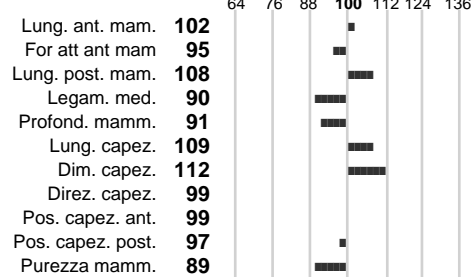 64 76 88 100 112 124 136
Lung. ant. mam. 102
For att ant mam 95
Lung. post. mam. 108
Legam. med. 90
Profond. mamm. 91
Lung. capez. 109
Dim. capez. 112
Direz. capez. 99
Pos. capez. ant. 99
Pos. capez. post. 97
Purezza mamm. 89